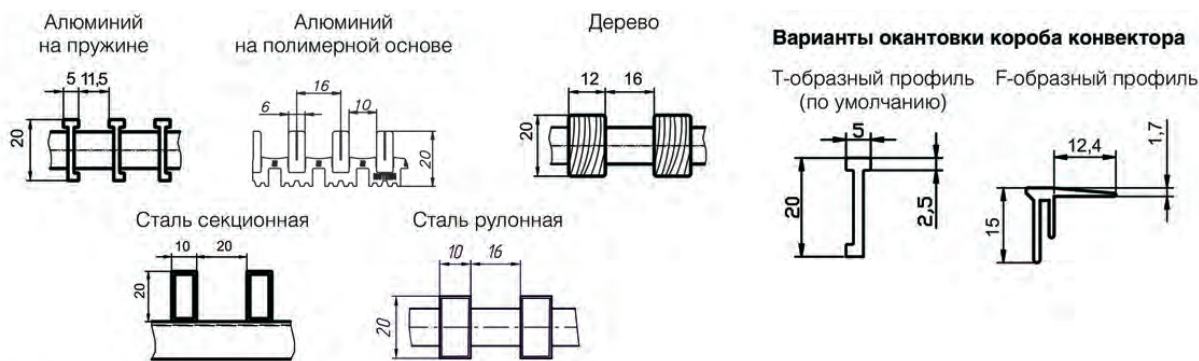 Алюминий
на пружине
5 11,5
20
Алюминий
на полимерной основе
16
6 10
20
Дерево
12 16
20
Варианты окантовки короба конвектора
Т-образный профиль
(по умолчанию)
5
20
2,5
F-образный профиль
12,4
1,7
15
Сталь секционная
10 20
20
Сталь рулонная
10 16
20